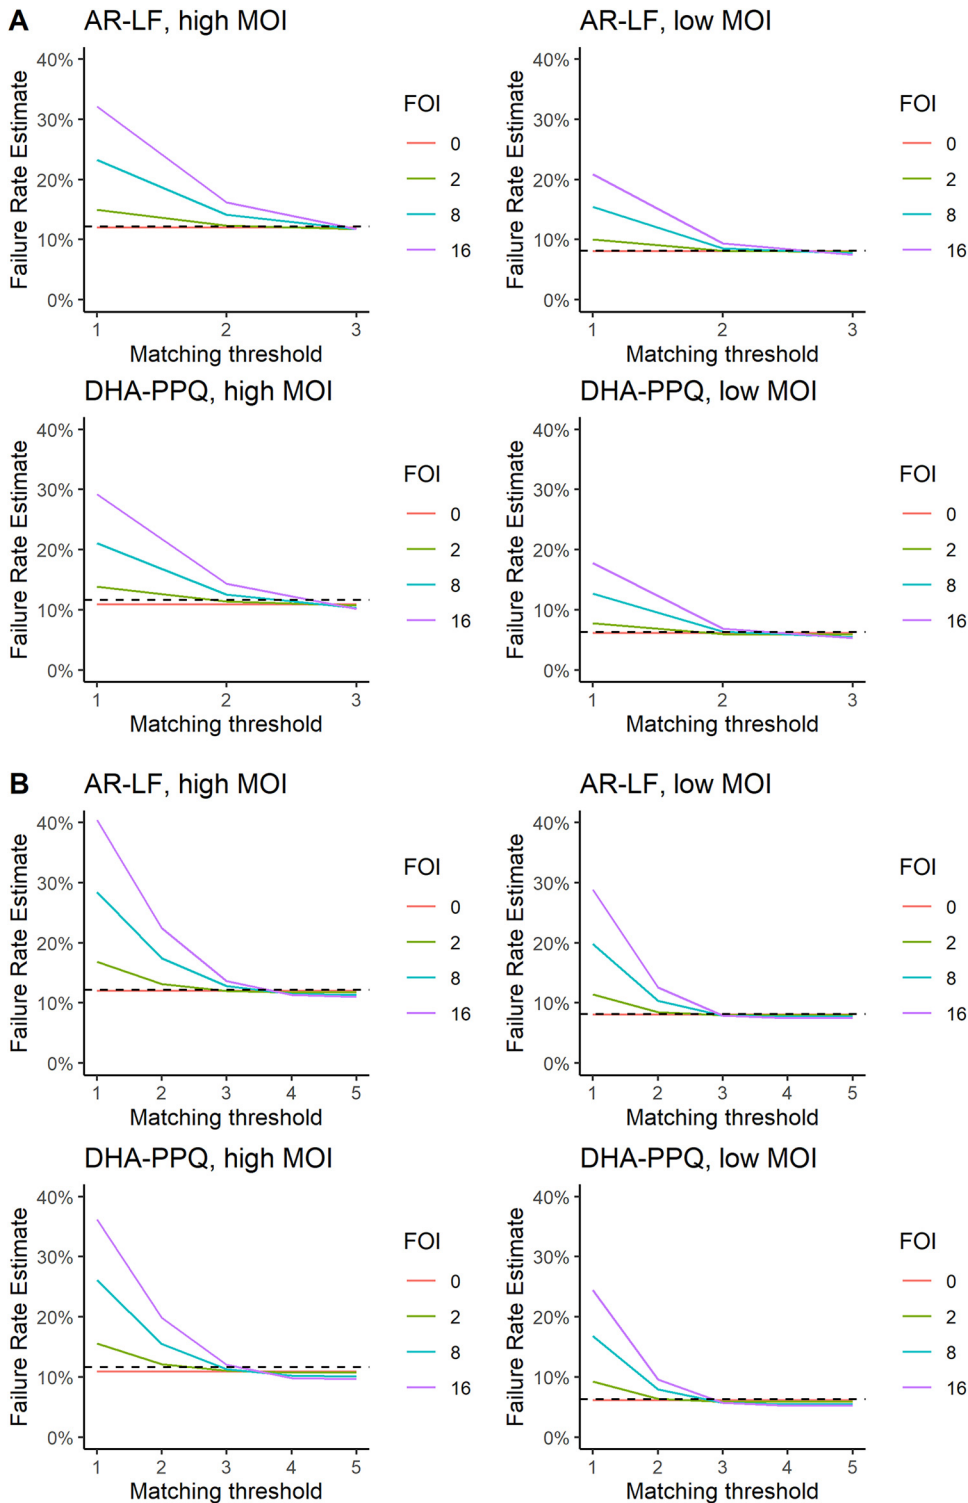 A
AR-LF, high MOI
Failure Rate Estimate
40%
30%
20%
10%
0%
1 2 3
Matching threshold
FOI
0
2
8
16
AR-LF, low MOI
Failure Rate Estimate
40%
30%
20%
10%
0%
1 2 3
Matching threshold
FOI
0
2
8
16
DHA-PPQ, high MOI
Failure Rate Estimate
40%
30%
20%
10%
0%
1 2 3
Matching threshold
FOI
0
2
8
16
DHA-PPQ, low MOI
Failure Rate Estimate
40%
30%
20%
10%
0%
1 2 3
Matching threshold
FOI
0
2
8
16
B
AR-LF, high MOI
Failure Rate Estimate
40%
30%
20%
10%
0%
1 2 3 4 5
Matching threshold
FOI
0
2
8
16
AR-LF, low MOI
Failure Rate Estimate
40%
30%
20%
10%
0%
1 2 3 4 5
Matching threshold
FOI
0
2
8
16
DHA-PPQ, high MOI
Failure Rate Estimate
40%
30%
20%
10%
0%
1 2 3 4 5
Matching threshold
FOI
0
2
8
16
DHA-PPQ, low MOI
Failure Rate Estimate
40%
30%
20%
10%
0%
1 2 3 4 5
Matching threshold
FOI
0
2
8
16